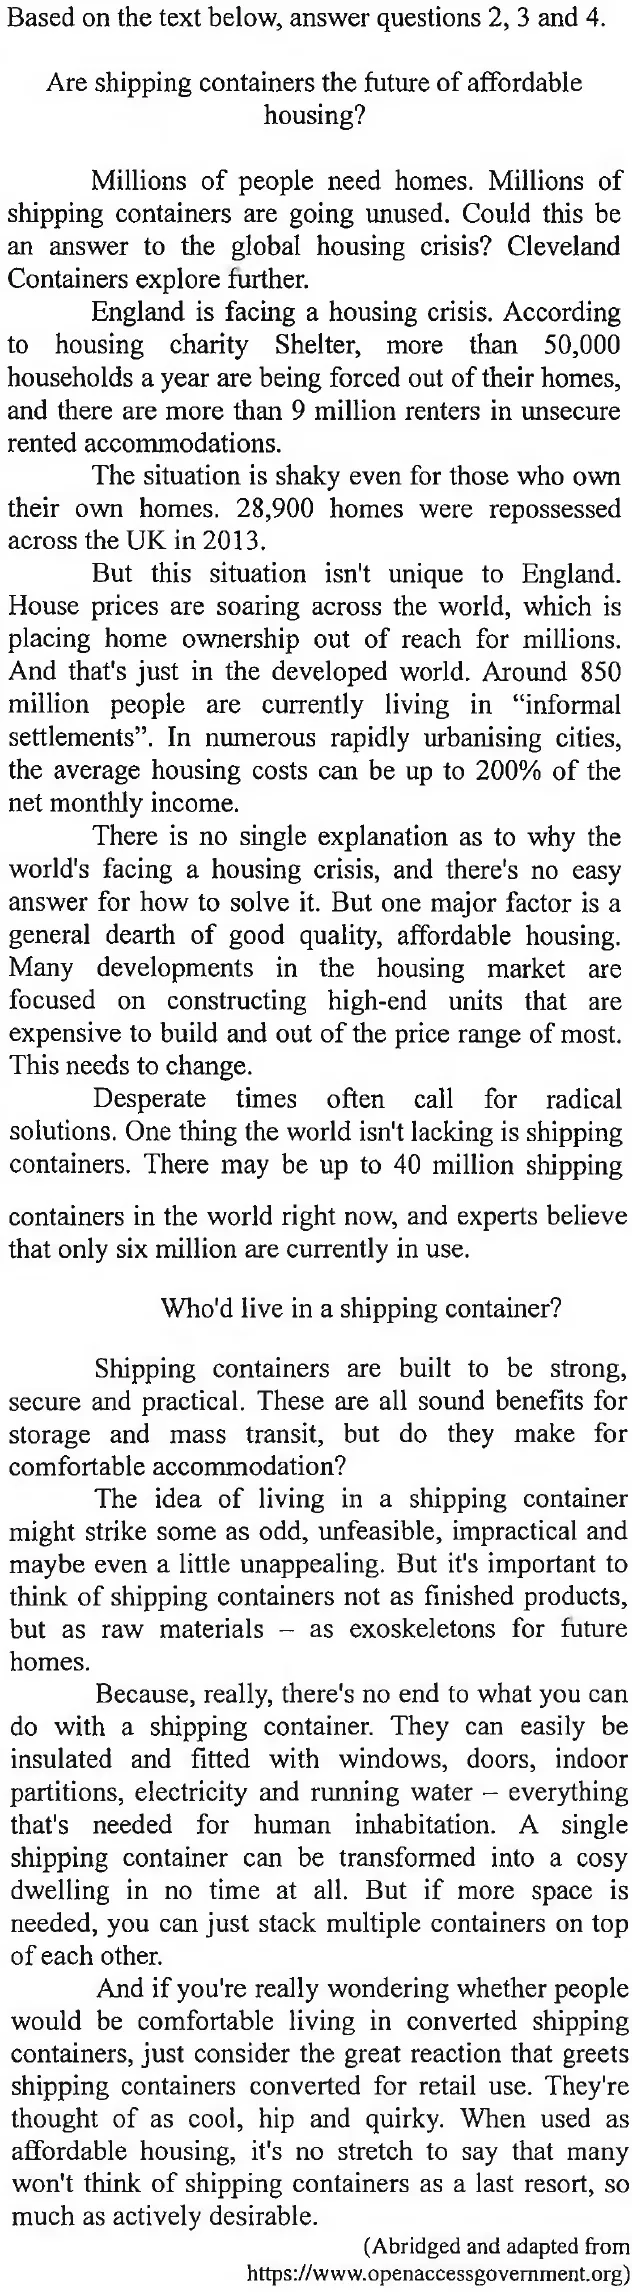 Based on the text below, answer questions 2, 3 and 4.
Are shipping containers the future of affordable
housing?
Millions of people need homes. Millions of
shipping containers are going unused. Could this be
an answer to the global housing crisis? Cleveland
Containers explore further.
England is facing a housing crisis. According
to housing charity Shelter, more than 50,000
households a year are being forced out of their homes,
and there are more than 9 million renters in unsecure
rented accommodations.
The situation is shaky even for those who own
their own homes. 28,900 homes were repossessed
across the UK in 2013.
But this situation isn't unique to England.
House prices are soaring across the world, which is
placing home ownership out of reach for millions.
And that's just in the developed world. Around 850
million people are currently living in “informal
settlements”. In numerous rapidly urbanising cities,
the average housing costs can be up to 200% of the
net monthly income.
There is no single explanation as to why the
world's facing a housing crisis, and there's no easy
answer for how to solve it. But one major factor is a
general dearth of good quality, affordable housing.
Many developments in the housing market are
focused on constructing high-end units that are
expensive to build and out of the price range of most.
This needs to change.
Desperate times often call for radical
solutions. One thing the world isn't lacking is shipping
containers. There may be up to 40 million shipping
containers in the world right now, and experts believe
that only six million are currently in use.
Who'd live in a shipping container?
Shipping containers are built to be strong,
secure and practical. These are all sound benefits for
storage and mass transit, but do they make for
comfortable accommodation?
The idea of living in a shipping container
might strike some as odd, unfeasible, impractical and
maybe even a little unappealing. But it's important to
think of shipping containers not as finished products,
but as raw materials – as exoskeletons for future
homes.
Because, really, there's no end to what you can
do with a shipping container. They can easily be
insulated and fitted with windows, doors, indoor
partitions, electricity and running water – everything
that's needed for human inhabitation. A single
shipping container can be transformed into a cosy
dwelling in no time at all. But if more space is
needed, you can just stack multiple containers on top
of each other.
And if you're really wondering whether people
would be comfortable living in converted shipping
containers, just consider the great reaction that greets
shipping containers converted for retail use. They're
thought of as cool, hip and quirky. When used as
affordable housing, it's no stretch to say that many
won't think of shipping containers as a last resort, so
much as actively desirable.
(Abridged and adapted from
https://www.openaccessgovernment.org)